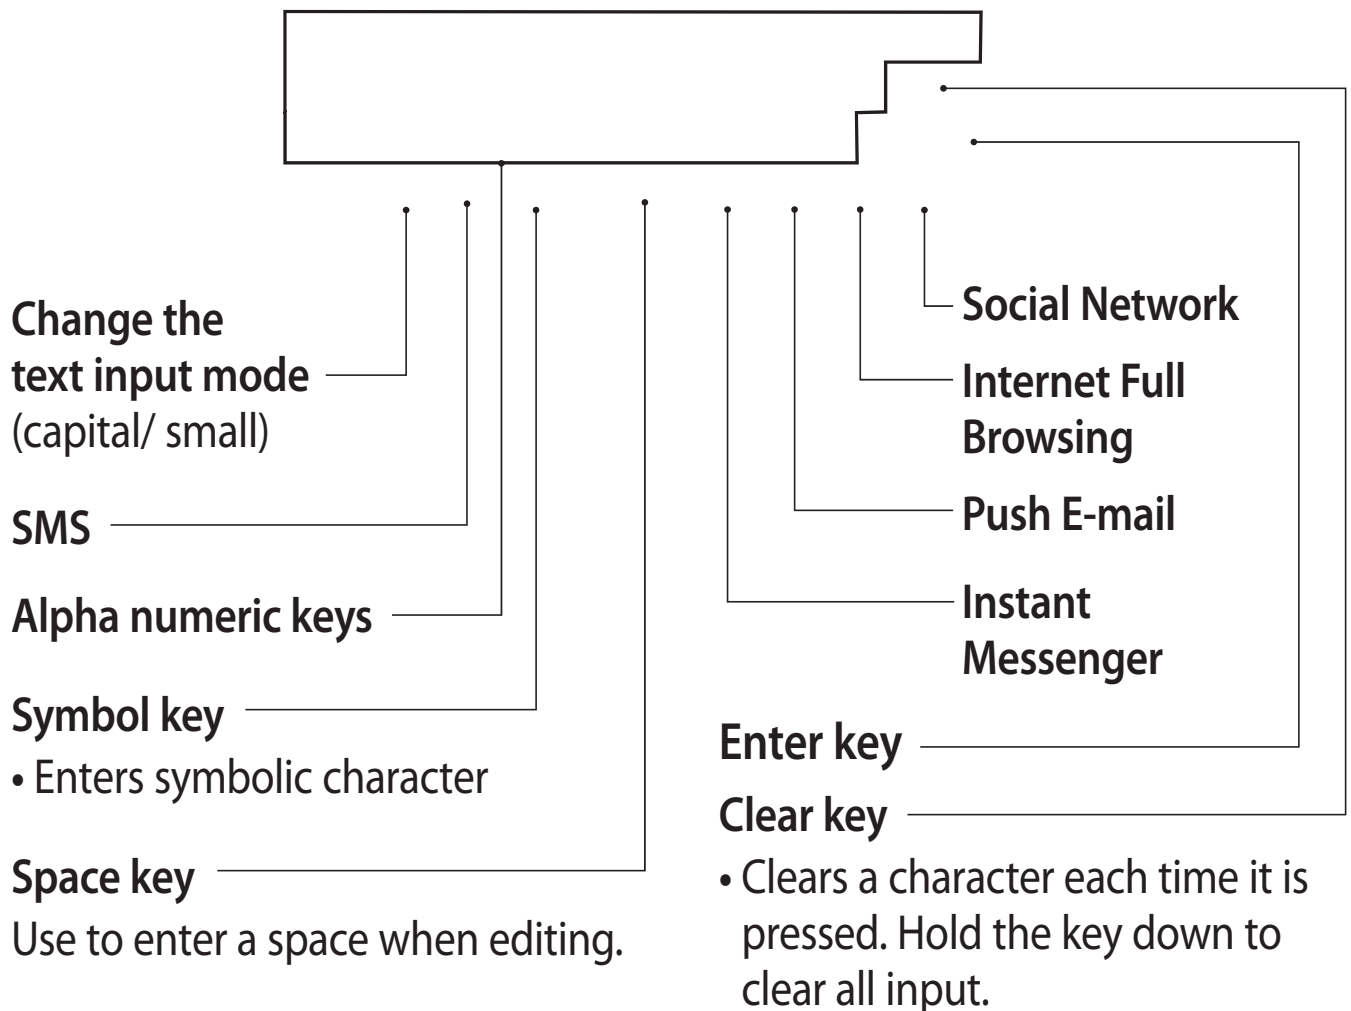 Change the
text input mode
(capital/ small)
SMS
Alpha numeric keys
Symbol key
• Enters symbolic character
Space key
Use to enter a space when editing.
Social Network
Internet Full
Browsing
Push E-mail
Instant
Messenger
Enter key
Clear key
• Clears a character each time it is
pressed. Hold the key down to
clear all input.